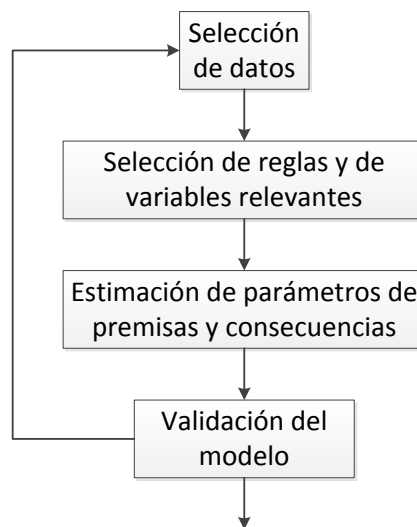 Selección
de datos
Selección de reglas y de
variables relevantes
Estimación de parámetros de
premisas y consecuencias
Validación del
modelo